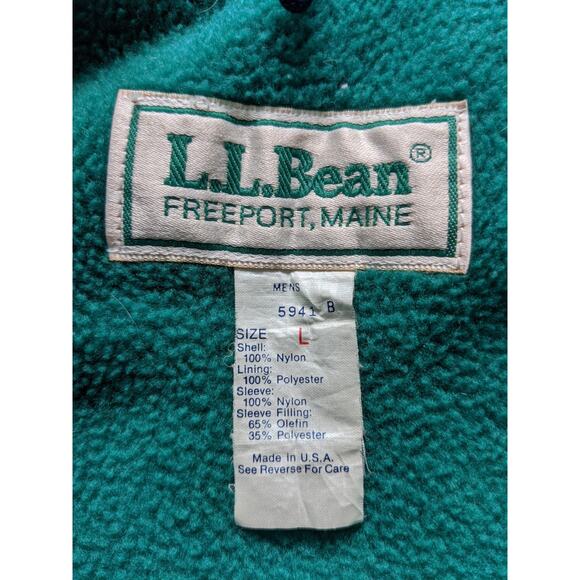 L.L.Bean®
FREEPORT, MAINE
MENS
5941 B
SIZE L
Shell:
100% Nylon
Lining:
100% Polyester
Sleeve:
100% Nylon
Sleeve Filling:
65% Olefin
35% Polyester
Made in U.S.A.
See Reverse For Care